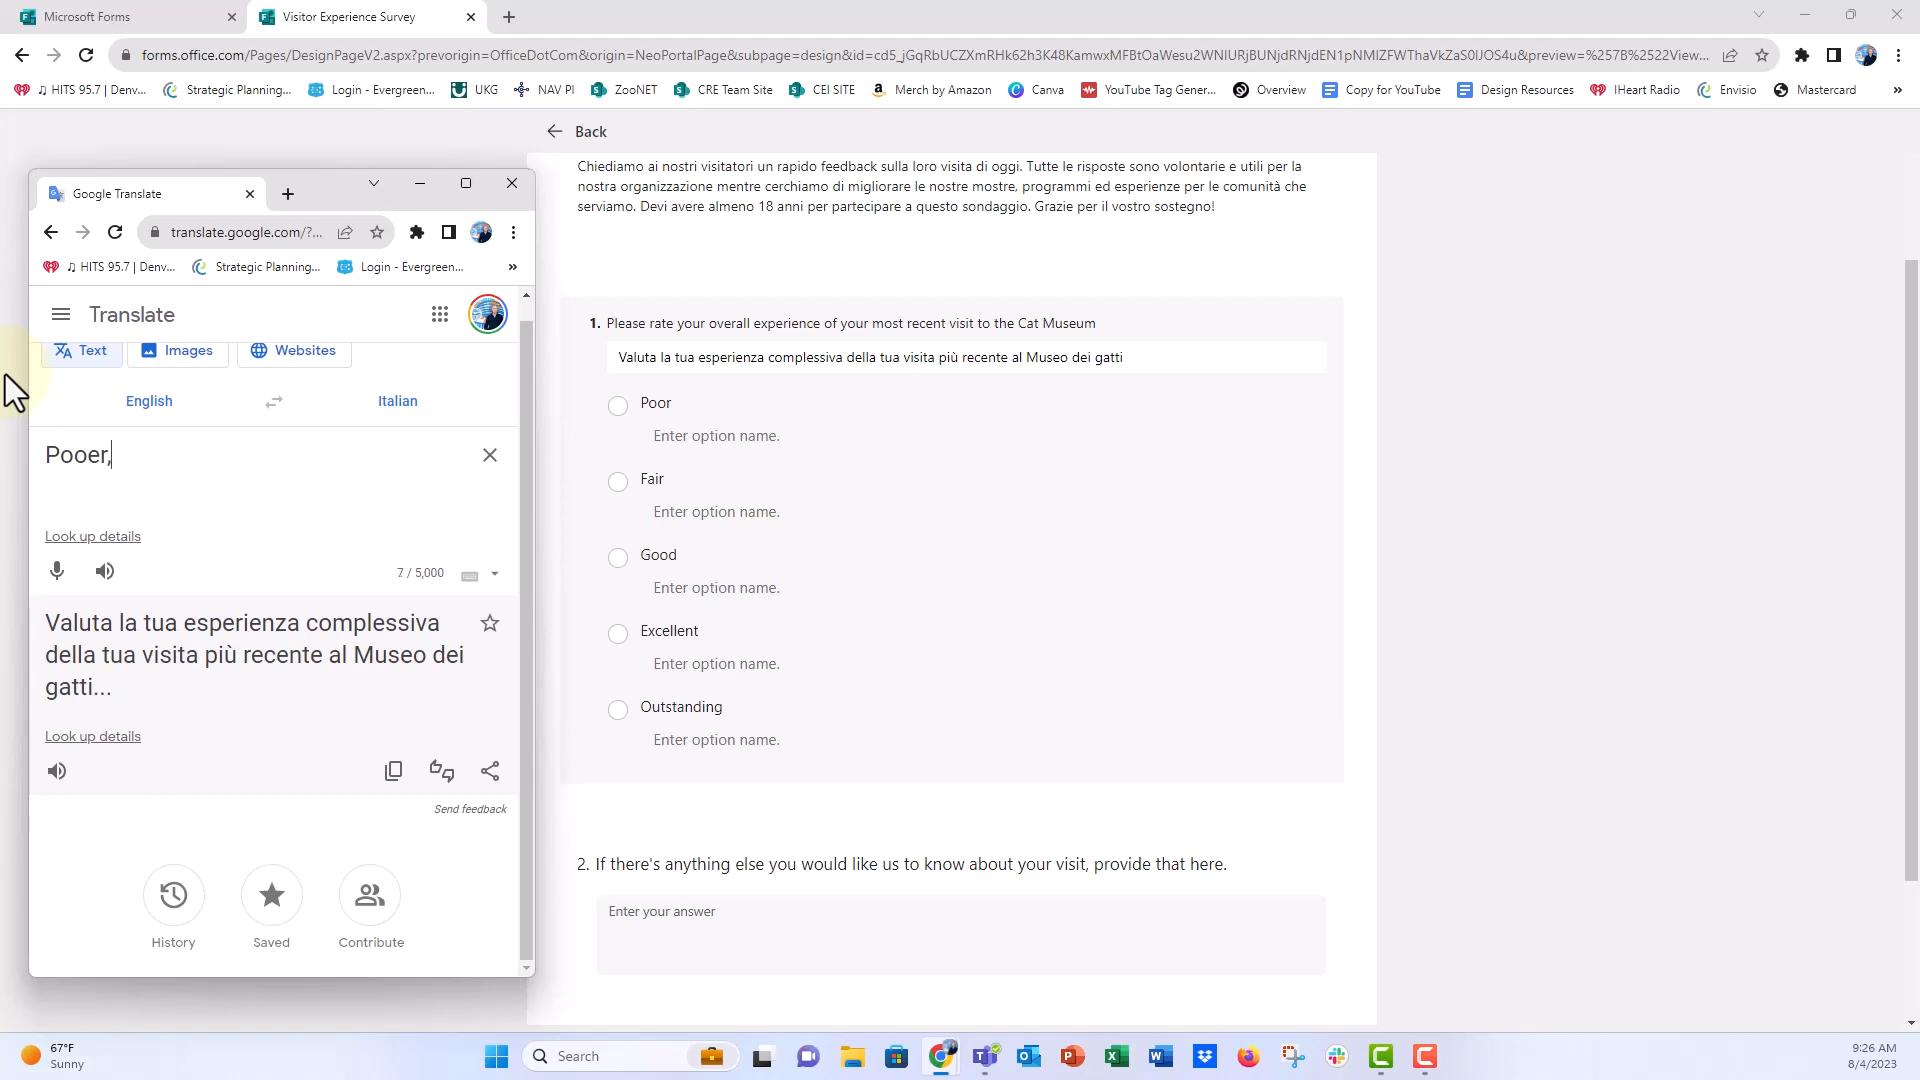 Microsoft Forms
Visitor Experience Survey
forms.office.com/Pages/DesignPageV2.aspx?prevorigin=OfficeDotCom&origin=NeoPortalPage&subpage=design&id=cd5_jGqRbUCZXmRHk62h3K48KamwxMFBtOaWesu2WNlURjBUNjdRNjdEN1pNMlZFWThaVkZaS0lJOS4u&preview=%257B%2522View...
HITS 95.7 | Denv...
Strategic Planning...
Login - Evergreen...
UKG
NAV PI
ZooNET
CRE Team Site
CEI SITE
Merch by Amazon
Canva
YouTube Tag Gener...
Overview
Copy for YouTube
Design Resources
IHeart Radio
Envisio
Mastercard
»
Back
Chiediamo ai nostri visitatori un rapido feedback sulla loro visita di oggi. Tutte le risposte sono volontarie e utili per la
nostra organizzazione mentre cerchiamo di migliorare le nostre mostre, programmi ed esperienze per le comunità che
serviamo. Devi avere almeno 18 anni per partecipare a questo sondaggio. Grazie per il vostro sostegno!
Google Translate
translate.google.com/?...
HITS 95.7 | Denv...
Strategic Planning...
Login - Evergreen...
»
Translate
Text
Images
Websites
English
Italian
Pooer,
Look up details
7 / 5,000
Valuta la tua esperienza complessiva
della tua visita più recente al Museo dei
gatti...
Look up details
Send feedback
History
Saved
Contribute
1. Please rate your overall experience of your most recent visit to the Cat Museum
Valuta la tua esperienza complessiva della tua visita più recente al Museo dei gatti
Poor
Enter option name.
Fair
Enter option name.
Good
Enter option name.
Excellent
Enter option name.
Outstanding
Enter option name.
2. If there's anything else you would like us to know about your visit, provide that here.
Enter your answer
67°F
Sunny
Search
9:26 AM
8/4/2023